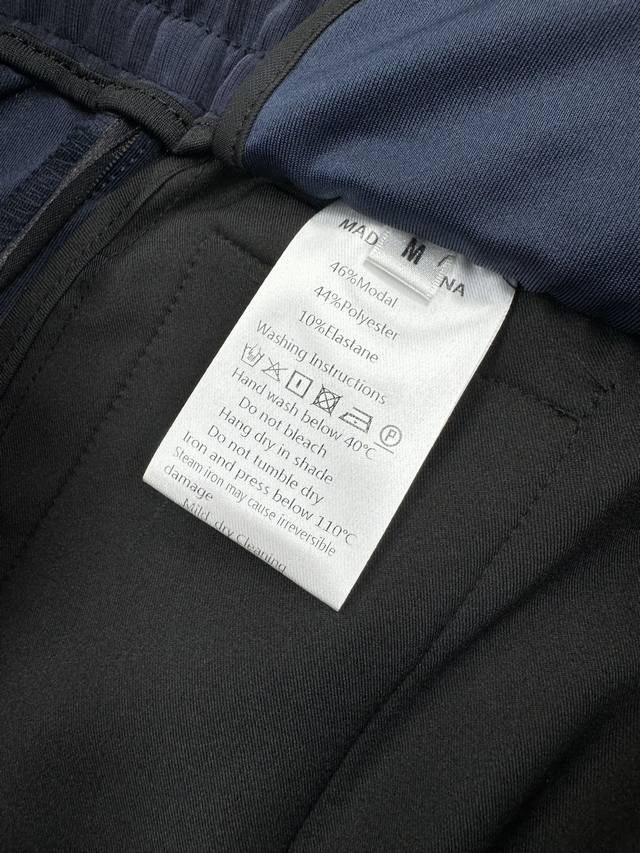 MAD
M
NA
46%Modal
44%Polyester
10%Elastane
Washing Instructions
P
Hand wash below 40℃
Do not bleach
Hang dry in shade
Do not tumble dry
Iron and press below 110℃
Steam iron may cause irreversible
damage
Mild dry Cleaning